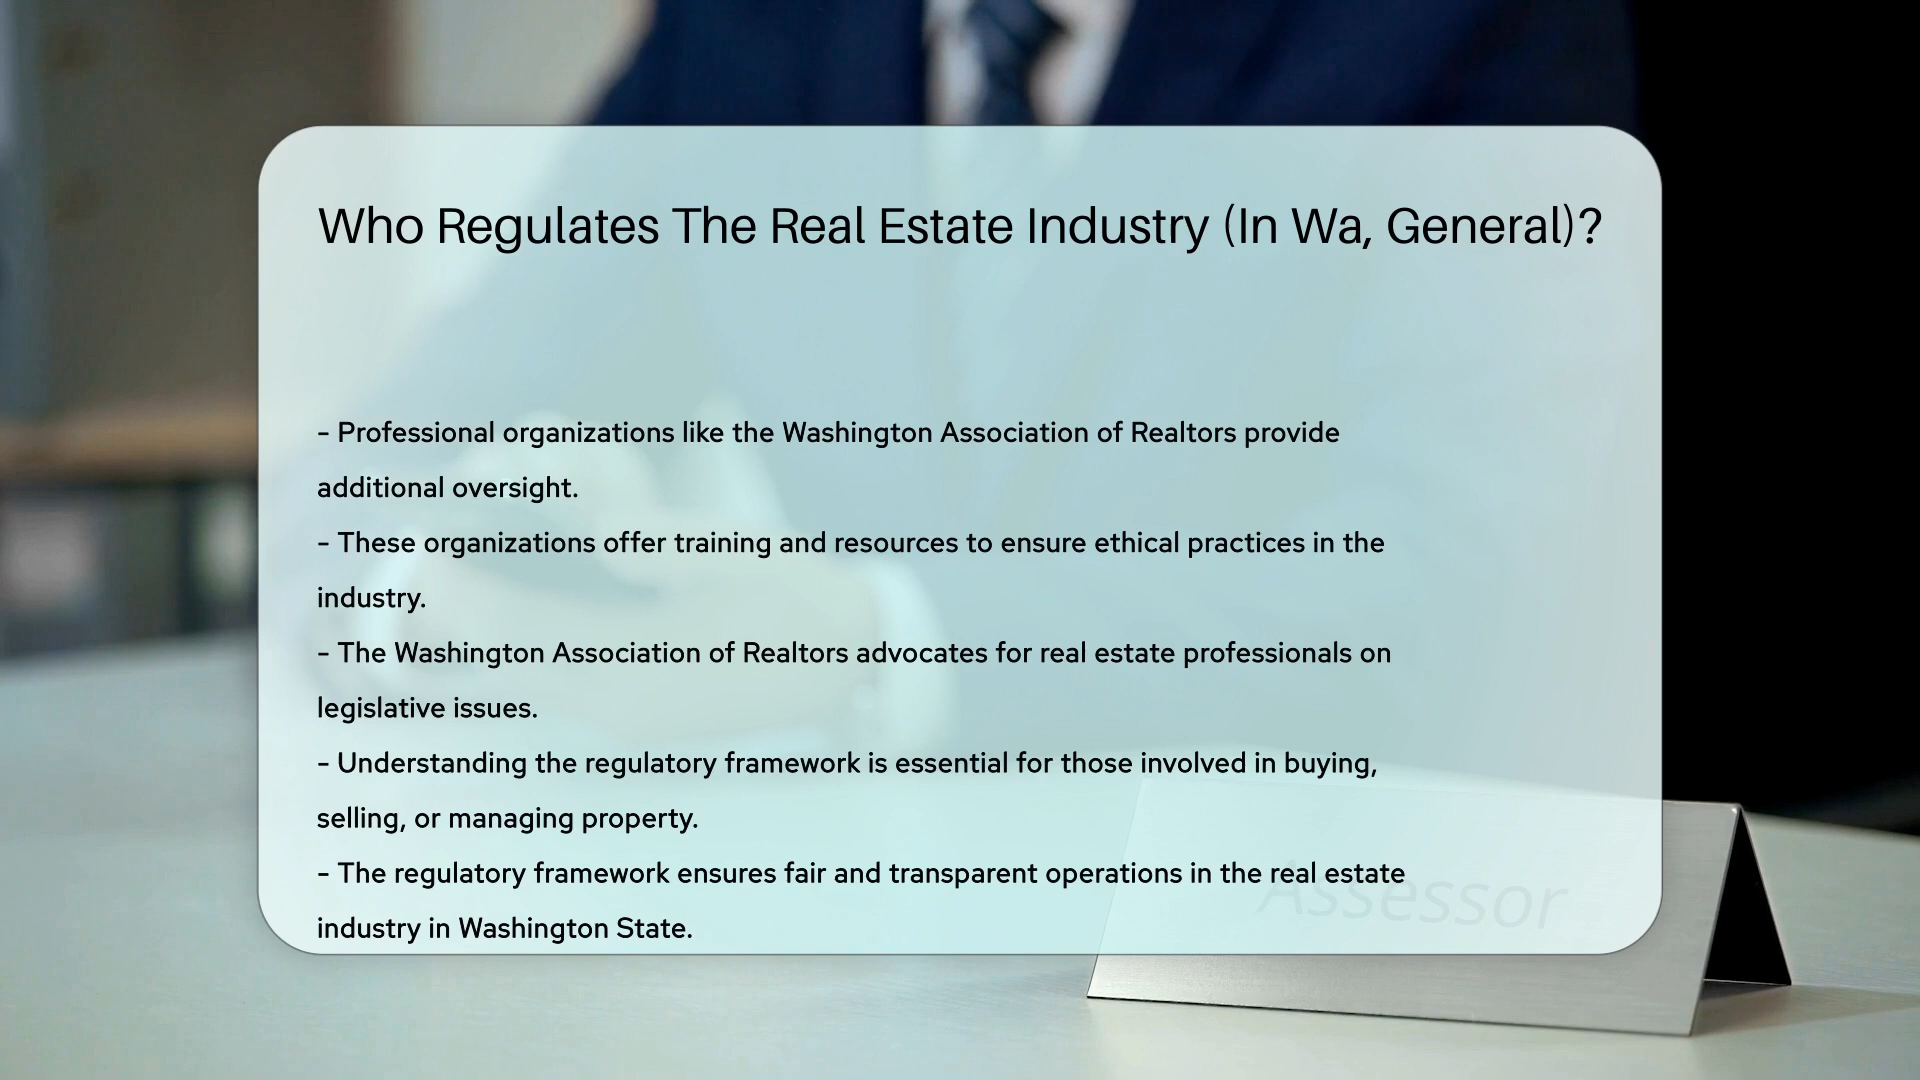 Who Regulates The Real Estate Industry (In Wa, General)?
– Professional organizations like the Washington Association of Realtors provide
additional oversight.
– These organizations offer training and resources to ensure ethical practices in the
industry.
– The Washington Association of Realtors advocates for real estate professionals on
legislative issues.
– Understanding the regulatory framework is essential for those involved in buying,
selling, or managing property.
– The regulatory framework ensures fair and transparent operations in the real estate
industry in Washington State.
Assessor